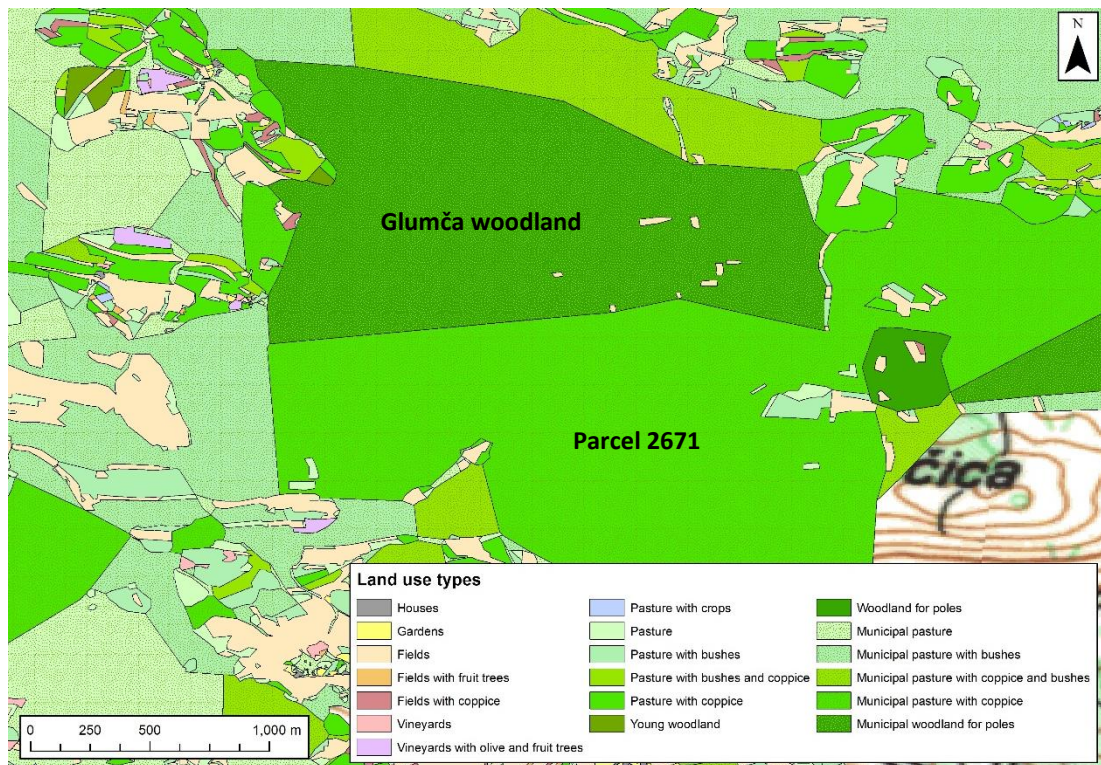 N
Glumča woodland
Parcel 2671
čica
Land use types
Houses
Gardens
Fields
Fields with fruit trees
Fields with coppice
Vineyards
Vineyards with olive and fruit trees
Pasture with crops
Pasture
Pasture with bushes
Pasture with bushes and coppice
Pasture with coppice
Young woodland
Woodland for poles
Municipal pasture
Municipal pasture with bushes
Municipal pasture with coppice and bushes
Municipal pasture with coppice
Municipal woodland for poles
0 250 500 1,000 m